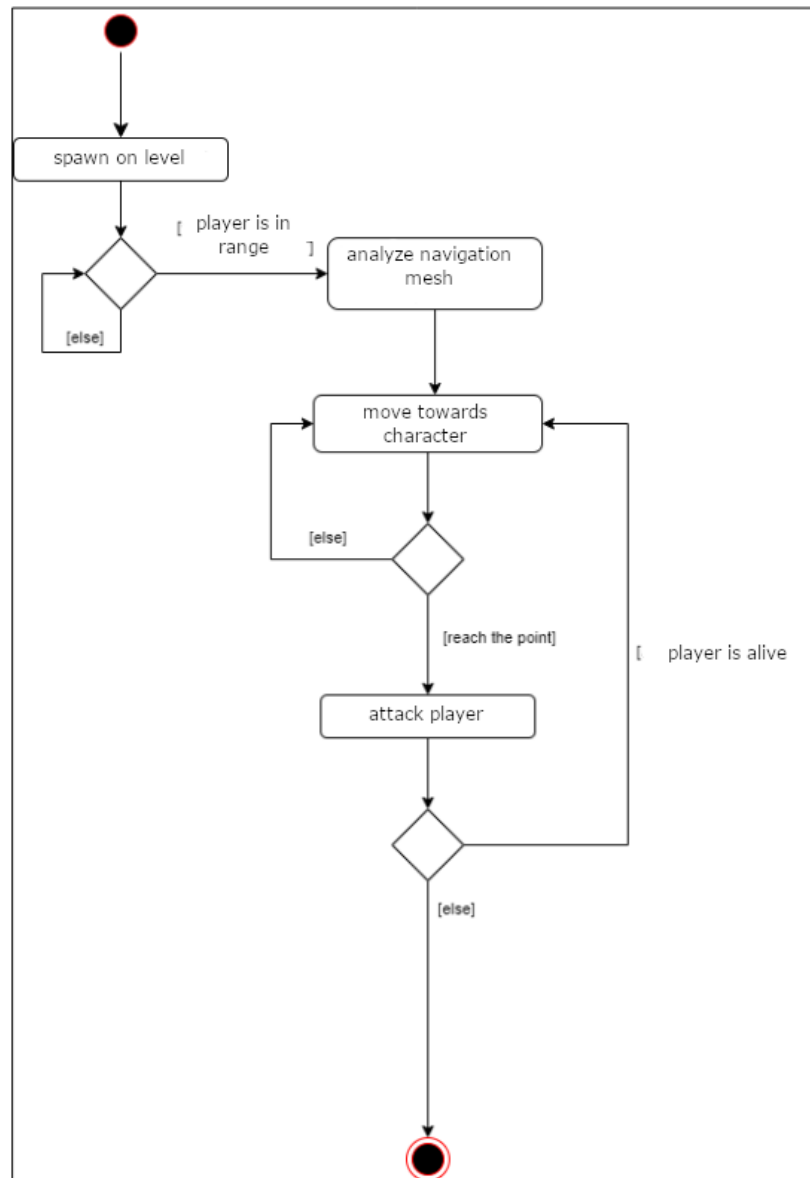 spawn on level
[ player is in
range ]
analyze navigation
mesh
[else]
move towards
character
[else]
[reach the point]
[ player is alive
attack player
[else]